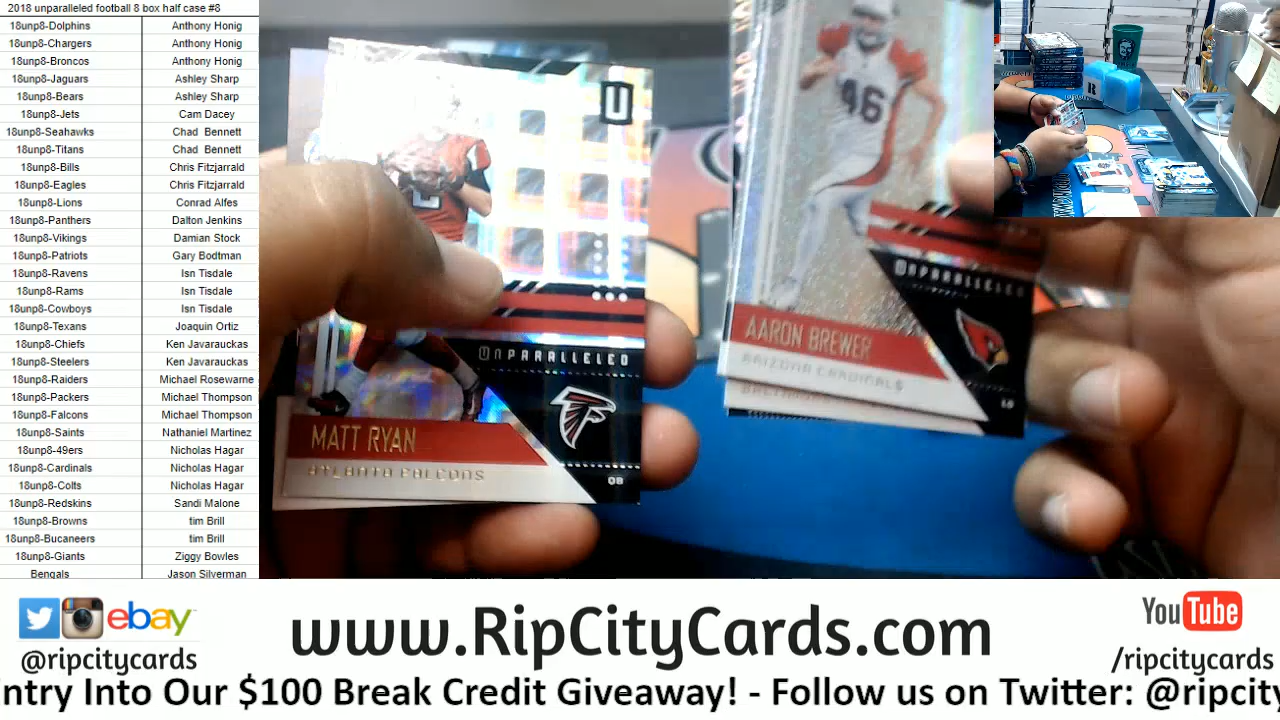 2018 unparalleled football 8 box half case #8
18unp8-Dolphins Anthony Honig
18unp8-Chargers Anthony Honig
18unp8-Broncos Anthony Honig
18unp8-Jaguars Ashley Sharp
18unp8-Bears Ashley Sharp
18unp8-Jets Cam Dacey
18unp8-Seahawks Chad Bennett
18unp8-Titans Chad Bennett
18unp8-Bills Chris Fitzjarrald
18unp8-Eagles Chris Fitzjarrald
18unp8-Lions Conrad Alfes
18unp8-Panthers Dalton Jenkins
18unp8-Vikings Damian Stock
18unp8-Patriots Gary Bodtman
18unp8-Ravens Isn Tisdale
18unp8-Rams Isn Tisdale
18unp8-Cowboys Isn Tisdale
18unp8-Texans Joaquin Ortiz
18unp8-Chiefs Ken Javarauckas
18unp8-Steelers Ken Javarauckas
18unp8-Raiders Michael Rosewarne
18unp8-Packers Michael Thompson
18unp8-Falcons Michael Thompson
18unp8-Saints Nathaniel Martinez
18unp8-49ers Nicholas Hagar
18unp8-Cardinals Nicholas Hagar
18unp8-Colts Nicholas Hagar
18unp8-Redskins Sandi Malone
18unp8-Browns tim Brill
18unp8-Bucaneers tim Brill
18unp8-Giants Ziggy Bowles
Bengals Jason Silverman
U
UNPARALLELED
MATT RYAN
ATLANTA FALCONS
QB
46
UNPARALLELED
AARON BREWER
ARIZONA CARDINALS
LS
ebay
@ripcitycards
www.RipCityCards.com
YouTube
/ripcitycards
ntry Into Our $100 Break Credit Giveaway! - Follow us on Twitter: @ripcity